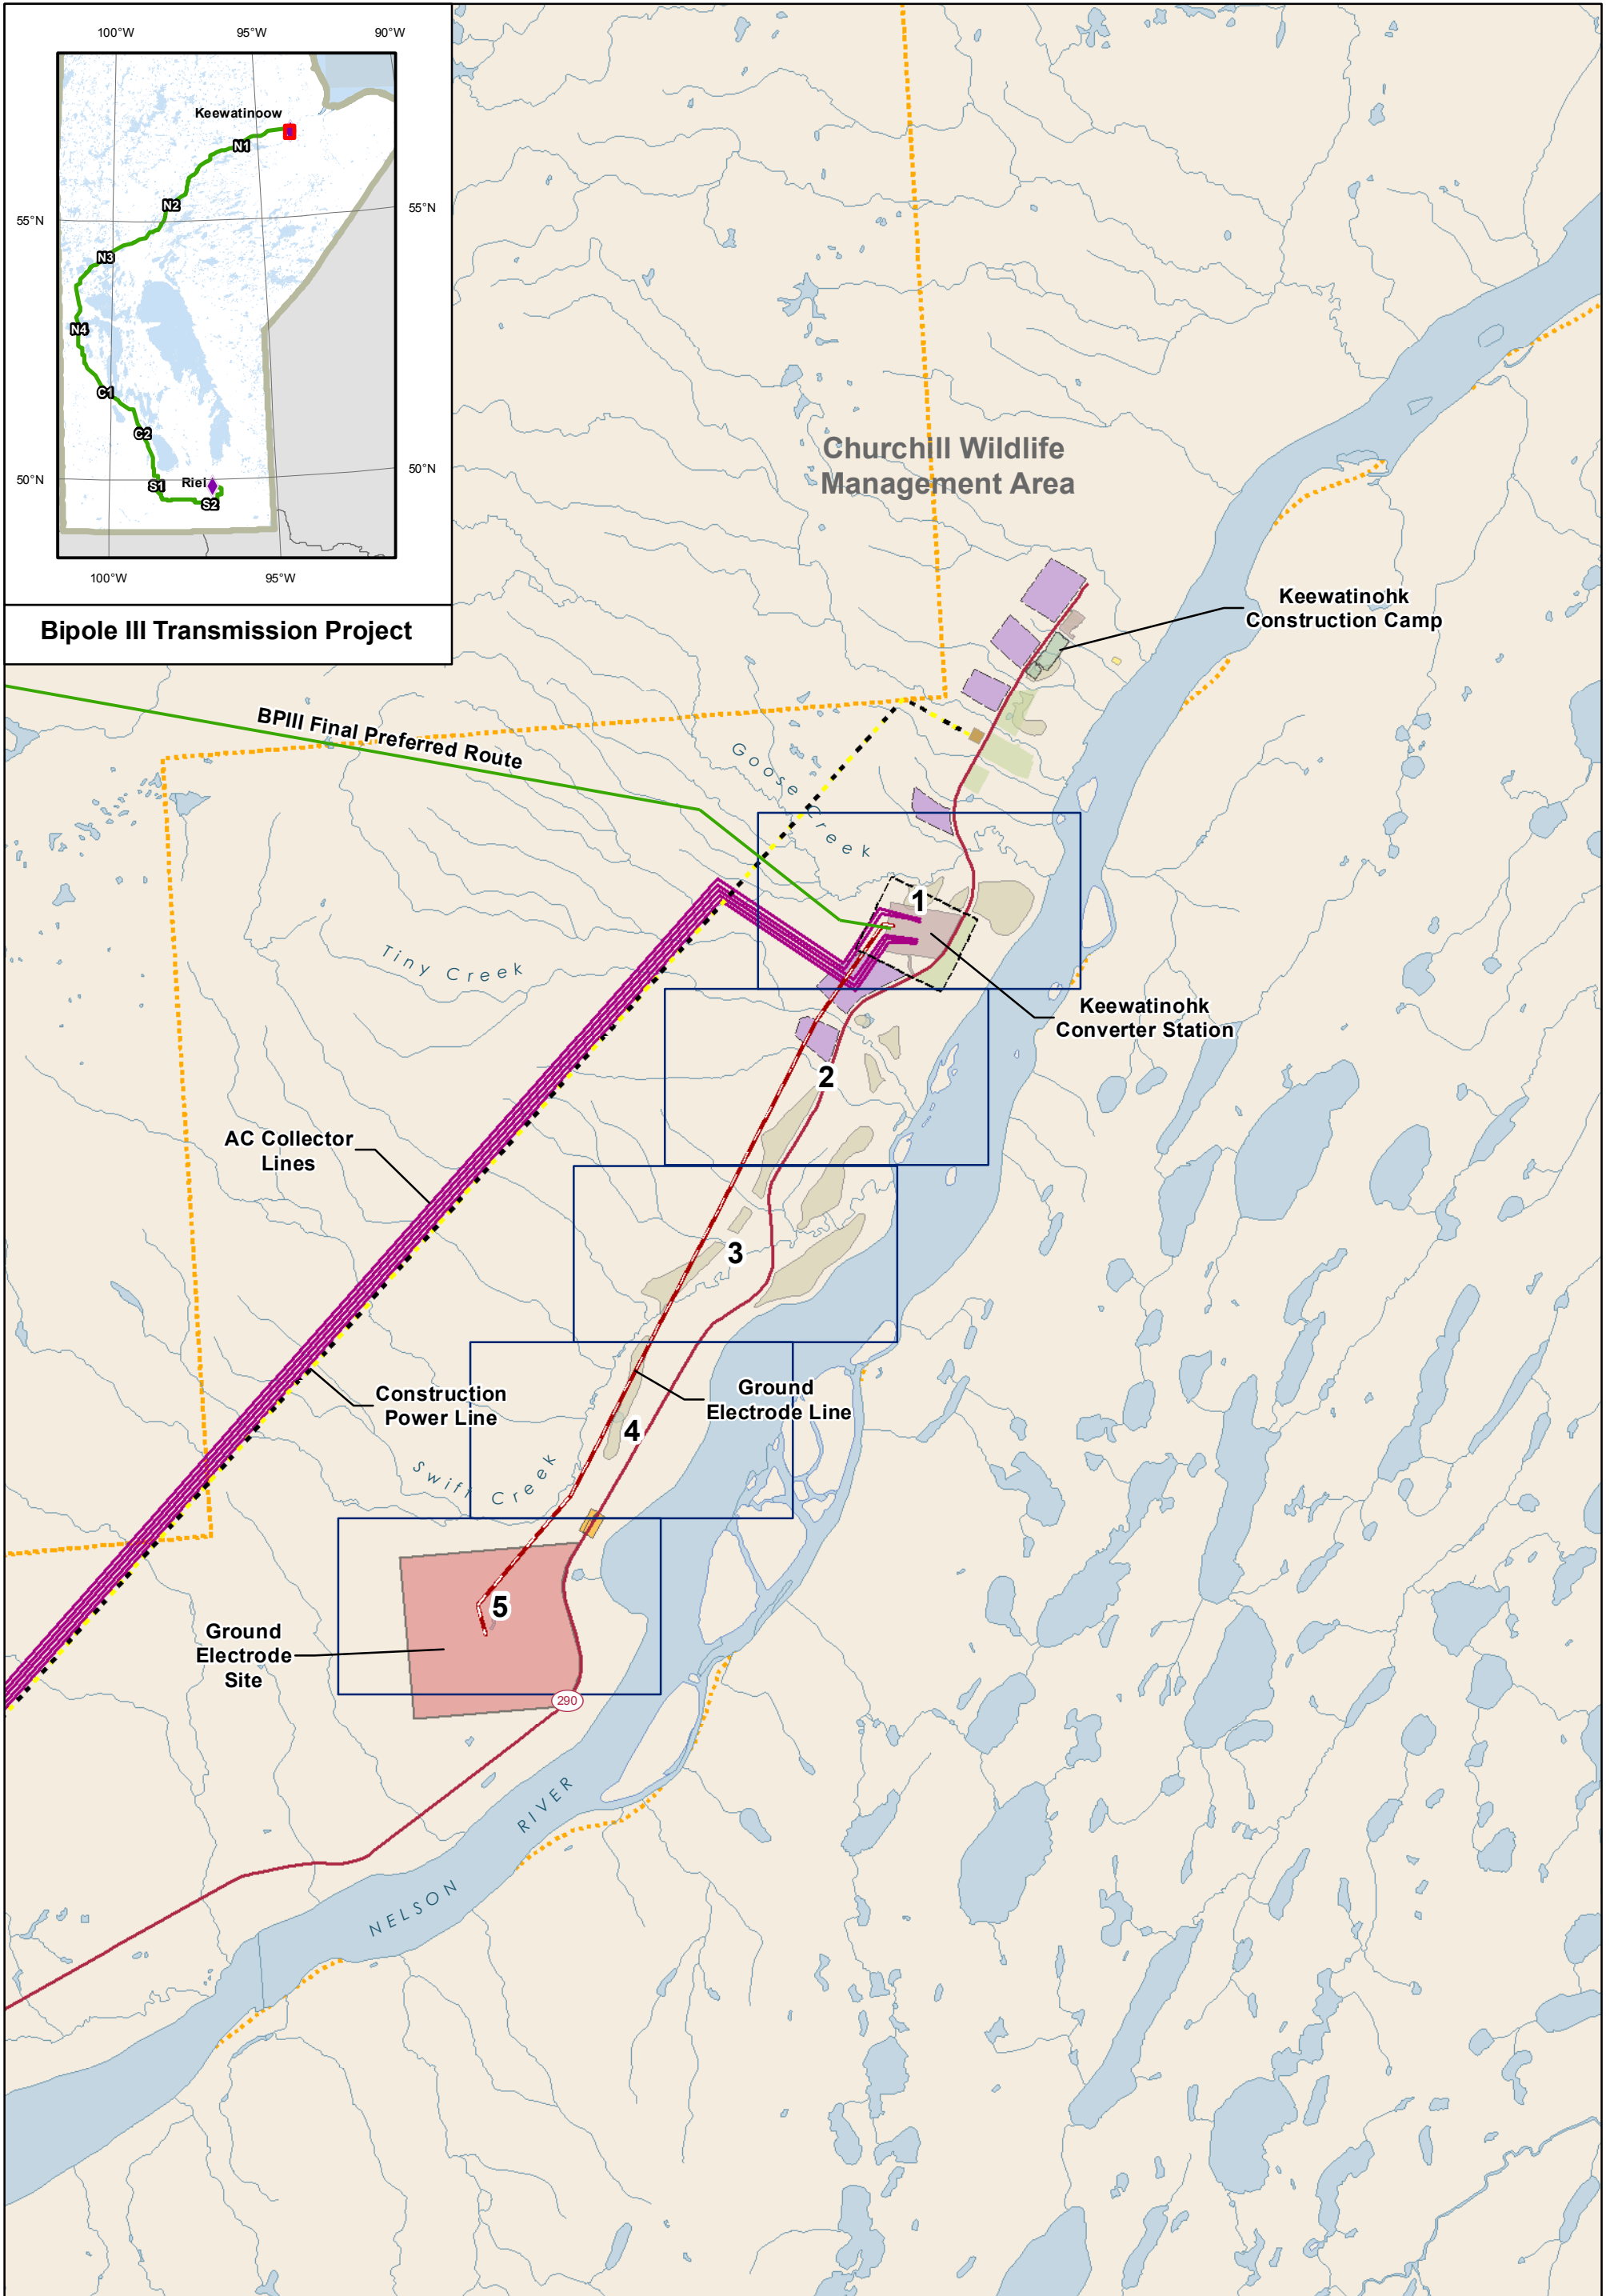 100°W
95°W
90°W
Keewatinoow
N1
N2
55°N
55°N
N3
N4
C1
C2
50°N
50°N
S1
Riel
S2
100°W
95°W
Bipole III Transmission Project
Churchill Wildlife
Management Area
Keewatinohk
Construction Camp
BPIII Final Preferred Route
Goose Creek
1
Tiny Creek
Keewatinohk
Converter Station
2
AC Collector
Lines
3
Construction
Power Line
Ground
Electrode Line
4
Swift Creek
5
Ground
Electrode
Site
290
NELSON RIVER